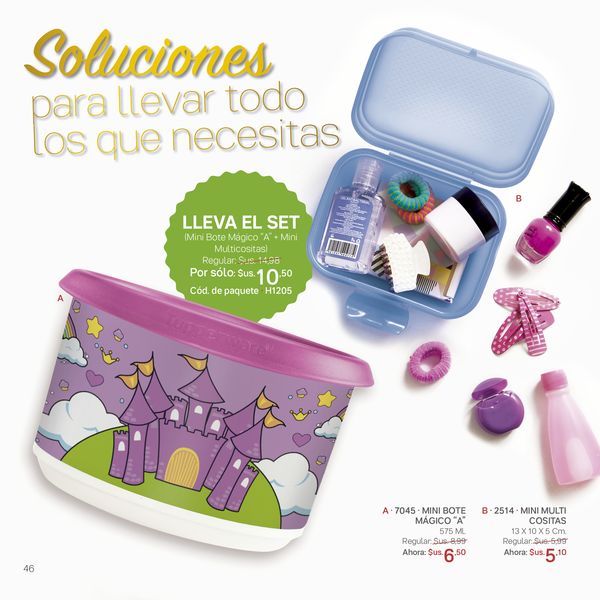 Soluciones
para llevar todo
los que necesitas
LLEVA EL SET
(Mini Bote Mágico "A" + Mini
Multicositas)
Regular: $us. 14,98
Por sólo: $us. 10,50
Cód. de paquete H1205
B
A
Tupperware
A · 7045 · MINI BOTE
MÁGICO "A"
575 ML
Regular: $us. 8,99
Ahora: $us. 6,50
B · 2514 · MINI MULTI
COSITAS
13 X 10 X 5 Cm.
Regular: $us. 5,99
Ahora: $us. 5,10
46